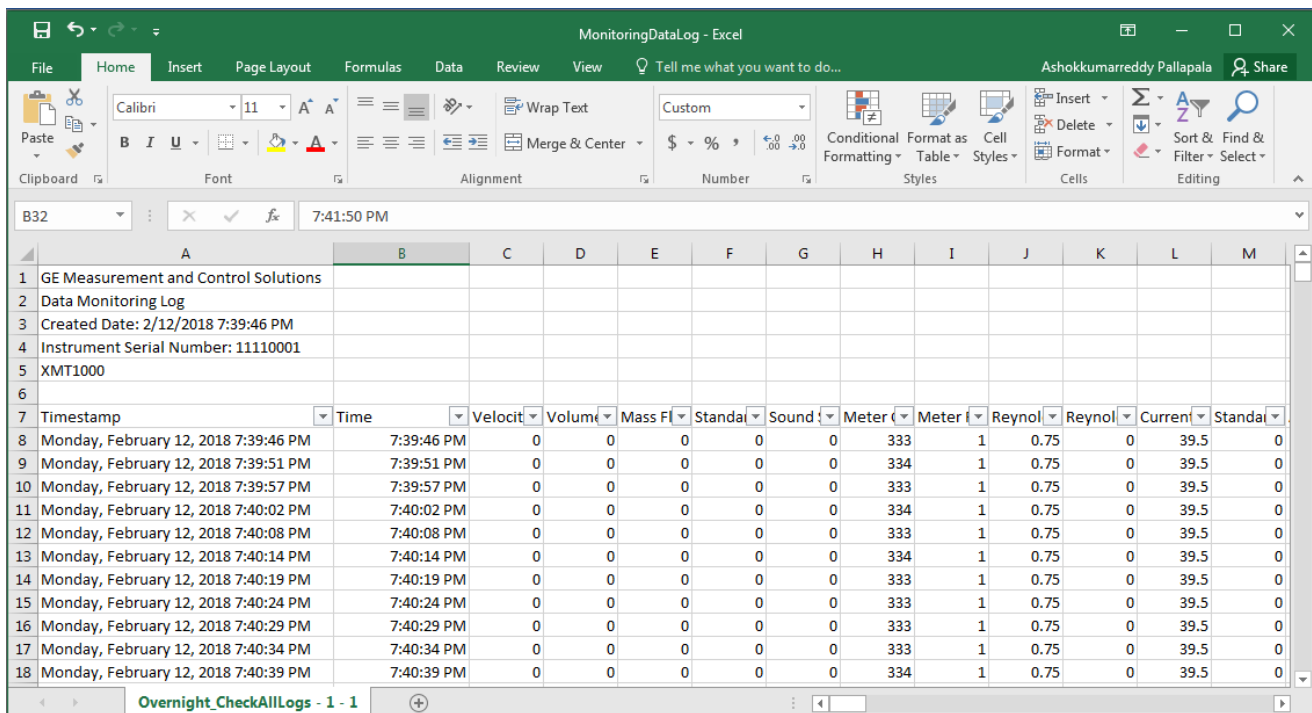 MonitoringDataLog - Excel
File Home Insert Page Layout Formulas Data Review View Tell me what you want to do... Ashokkumarreddy Pallapala Share
Paste
Calibri 11 A A
B I U A
Wrap Text
Merge & Center
Custom
$ % , .0 .00 .00 .0
Conditional Formatting
Format as Table
Cell Styles
Insert
Delete
Format
Sort & Filter
Find & Select
Clipboard Font Alignment Number Styles Cells Editing
B32 fx 7:41:50 PM
A B C D E F G H I J K L M
1 GE Measurement and Control Solutions
2 Data Monitoring Log
3 Created Date: 2/12/2018 7:39:46 PM
4 Instrument Serial Number: 11110001
5 XMT1000
6
7 Timestamp Time Velocit Volum Mass Fl Standa Sound Meter Meter Reynol Reynol Current Standa
8 Monday, February 12, 2018 7:39:46 PM 7:39:46 PM 0 0 0 0 0 333 1 0.75 0 39.5 0
9 Monday, February 12, 2018 7:39:51 PM 7:39:51 PM 0 0 0 0 0 334 1 0.75 0 39.5 0
10 Monday, February 12, 2018 7:39:57 PM 7:39:57 PM 0 0 0 0 0 333 1 0.75 0 39.5 0
11 Monday, February 12, 2018 7:40:02 PM 7:40:02 PM 0 0 0 0 0 334 1 0.75 0 39.5 0
12 Monday, February 12, 2018 7:40:08 PM 7:40:08 PM 0 0 0 0 0 333 1 0.75 0 39.5 0
13 Monday, February 12, 2018 7:40:14 PM 7:40:14 PM 0 0 0 0 0 334 1 0.75 0 39.5 0
14 Monday, February 12, 2018 7:40:19 PM 7:40:19 PM 0 0 0 0 0 333 1 0.75 0 39.5 0
15 Monday, February 12, 2018 7:40:24 PM 7:40:24 PM 0 0 0 0 0 333 1 0.75 0 39.5 0
16 Monday, February 12, 2018 7:40:29 PM 7:40:29 PM 0 0 0 0 0 333 1 0.75 0 39.5 0
17 Monday, February 12, 2018 7:40:34 PM 7:40:34 PM 0 0 0 0 0 333 1 0.75 0 39.5 0
18 Monday, February 12, 2018 7:40:39 PM 7:40:39 PM 0 0 0 0 0 334 1 0.75 0 39.5 0
Overnight_CheckAllLogs - 1 - 1